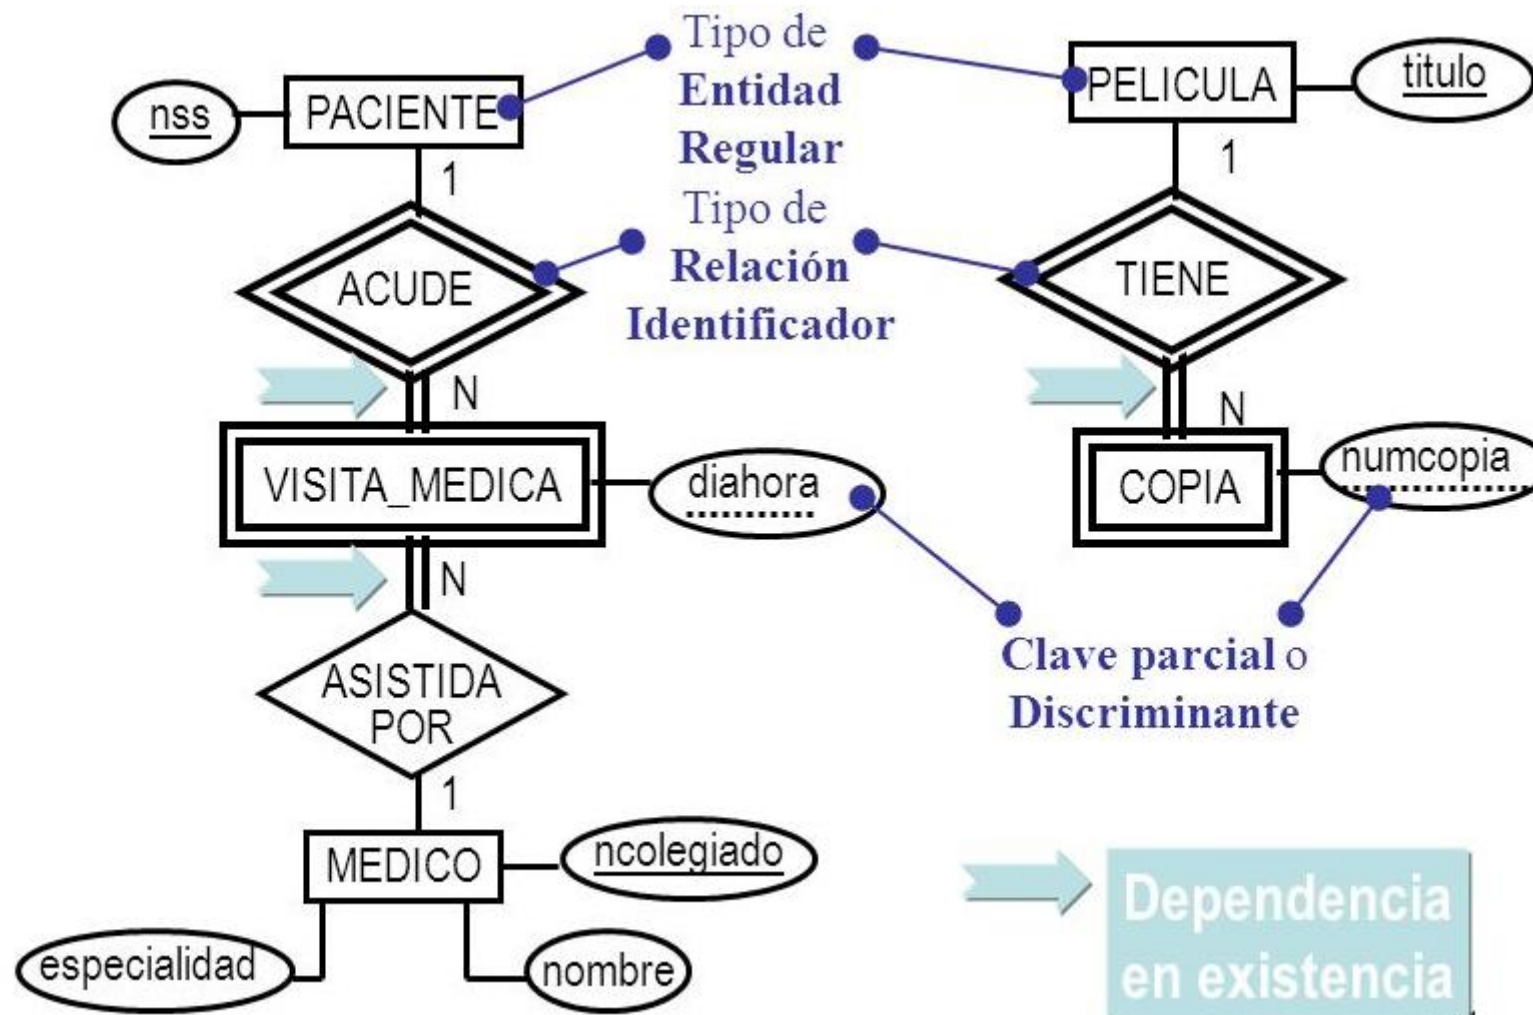 Tipo de
Entidad
Regular
Tipo de
Relación
Identificador
nss
PACIENTE
1
ACUDE
N
VISITA_MEDICA
diahora
N
ASISTIDA
POR
1
MEDICO
ncolegiado
especialidad
nombre
PELICULA
titulo
1
TIENE
N
COPIA
numcopia
Clave parcial o
Discriminante
Dependencia
en existencia